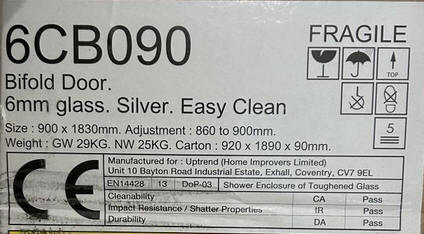 6CB090
FRAGILE
Bifold Door.
6mm glass. Silver. Easy Clean
TOP
Size : 900 x 1830mm. Adjustment : 860 to 900mm.
Weight : GW 29KG. NW 25KG. Carton : 920 x 1890 x 90mm.
5
CE
Manufactured for : Uptrend (Home Improvers Limited)
Unit 10 Bayton Road Industrial Estate, Exhall, Coventry, CV7 9EL
EN14428 13 DoP-03 Shower Enclosure of Toughened Glass
Cleanability CA Pass
Impact Resistance / Shatter Properties IR Pass
Durability DA Pass